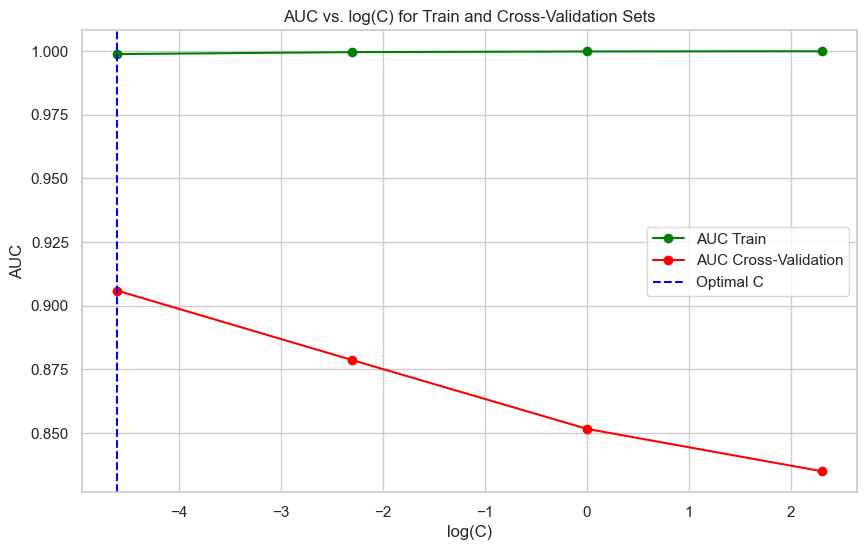 AUC vs. log(C) for Train and Cross-Validation Sets
1.000
0.975
0.950
0.925
0.900
0.875
0.850
AUC
AUC Train
AUC Cross-Validation
Optimal C
−4
−3
−2
−1
0
1
2
log(C)